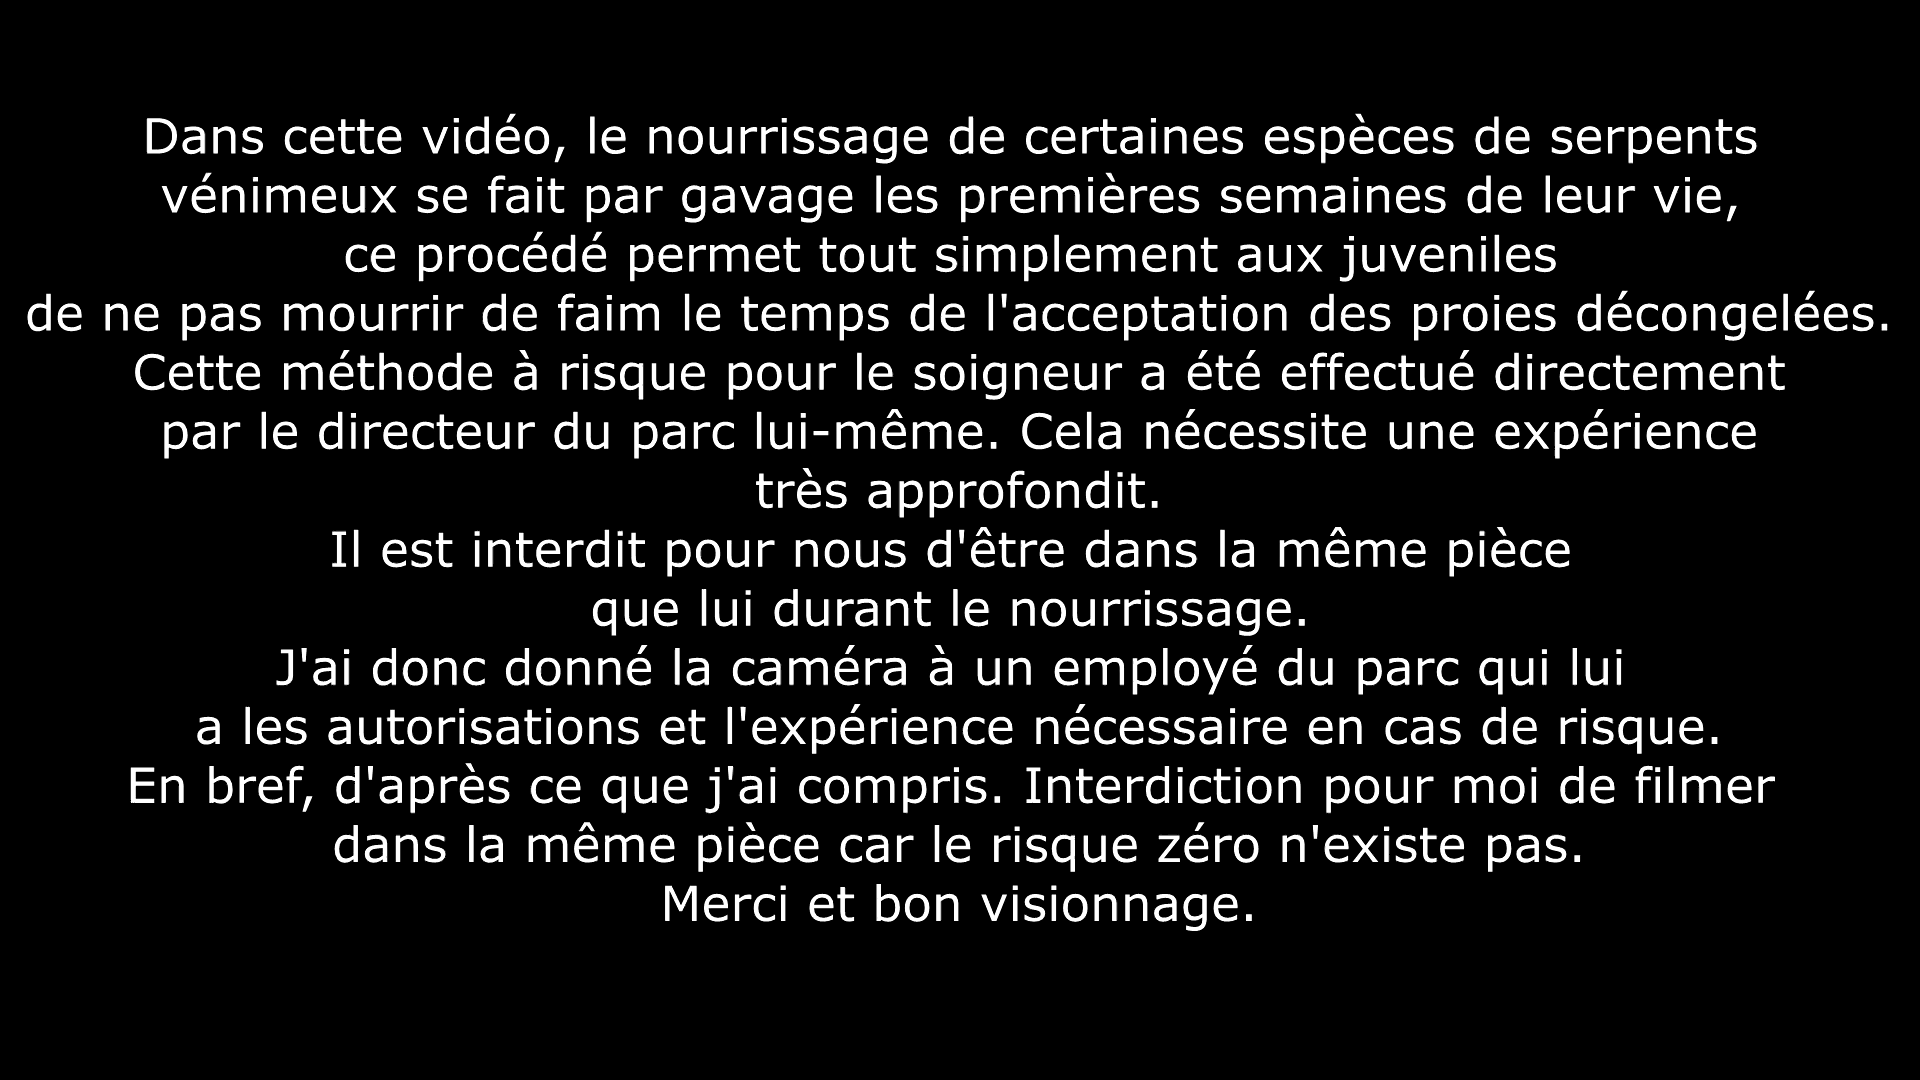 Dans cette vidéo, le nourrissage de certaines espèces de serpents
vénimeux se fait par gavage les premières semaines de leur vie,
ce procédé permet tout simplement aux juveniles
de ne pas mourrir de faim le temps de l'acceptation des proies décongelées.
Cette méthode à risque pour le soigneur a été effectué directement
par le directeur du parc lui-même. Cela nécessite une expérience
très approfondit.
Il est interdit pour nous d'être dans la même pièce
que lui durant le nourrissage.
J'ai donc donné la caméra à un employé du parc qui lui
a les autorisations et l'expérience nécessaire en cas de risque.
En bref, d'après ce que j'ai compris. Interdiction pour moi de filmer
dans la même pièce car le risque zéro n'existe pas.
Merci et bon visionnage.